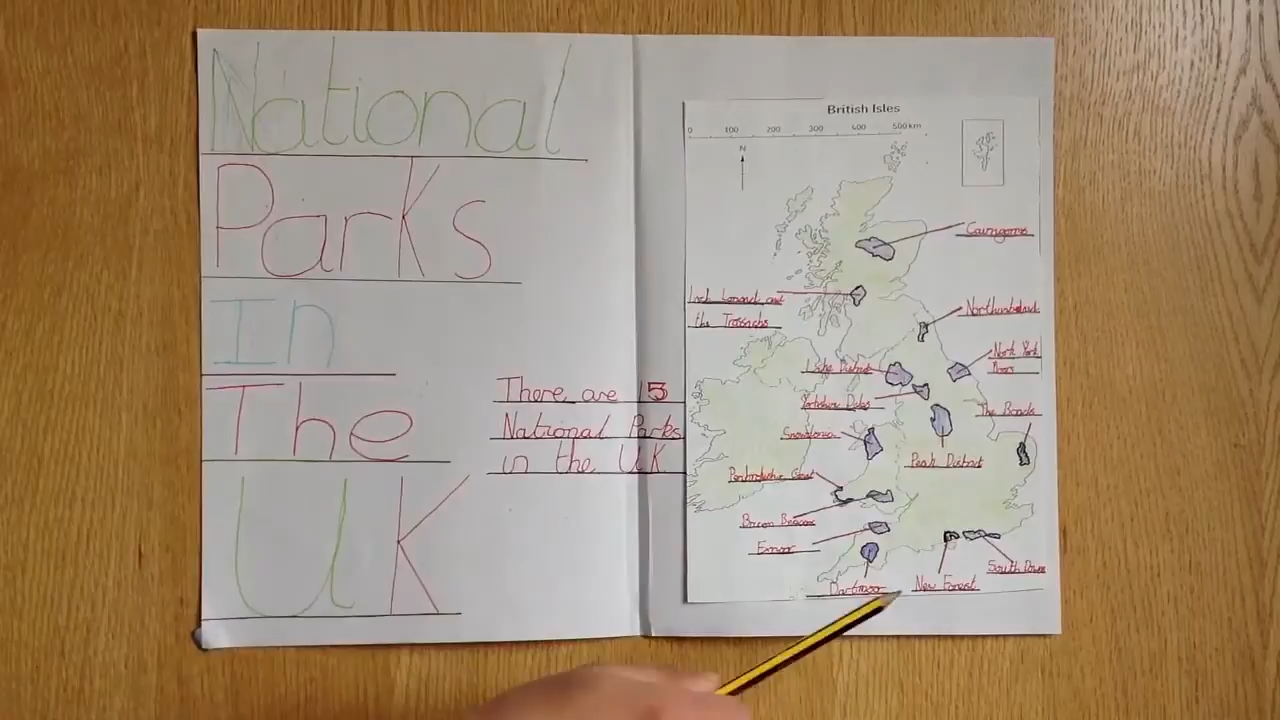 National
Parks
In
The
UK
There are 15
National Parks
in the UK
British Isles
0 100 200 300 400 500 km
N
Cairngorms
Loch Lomond and
the Trossachs
Northumberland
North York
Moors
Lake District
Yorkshire Dales
The Broads
Snowdonia
Peak District
Pembrokeshire Coast
Brecon Beacons
Exmoor
South Downs
Dartmoor
New Forest